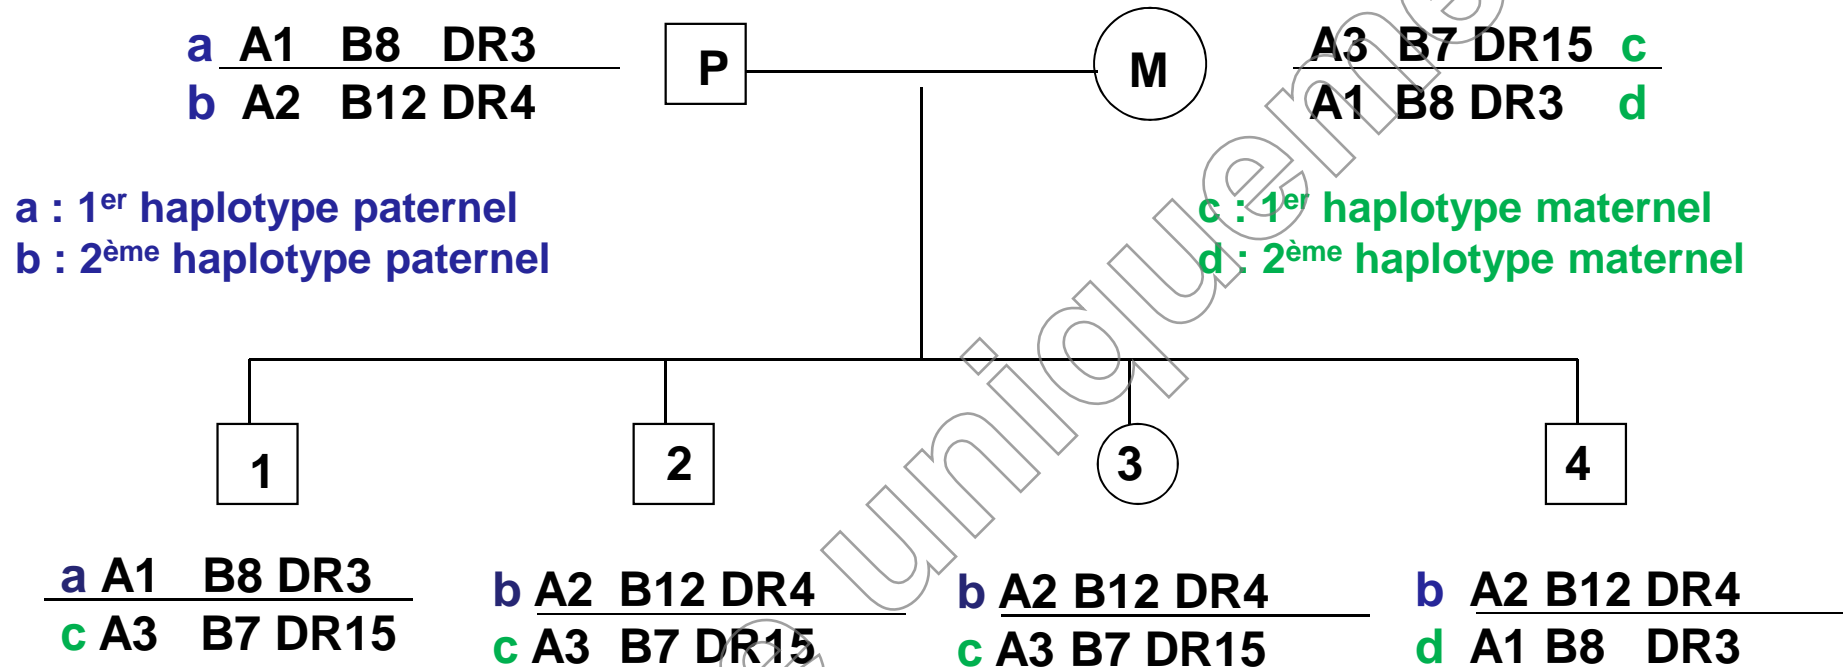 a A1 B8 DR3
b A2 B12 DR4
P
M
A3 B7 DR15 c
A1 B8 DR3 d
a : 1er haplotype paternel
b : 2ème haplotype paternel
c : 1er haplotype maternel
d : 2ème haplotype maternel
1
2
3
4
a A1 B8 DR3
c A3 B7 DR15
b A2 B12 DR4
c A3 B7 DR15
b A2 B12 DR4
c A3 B7 DR15
b A2 B12 DR4
d A1 B8 DR3